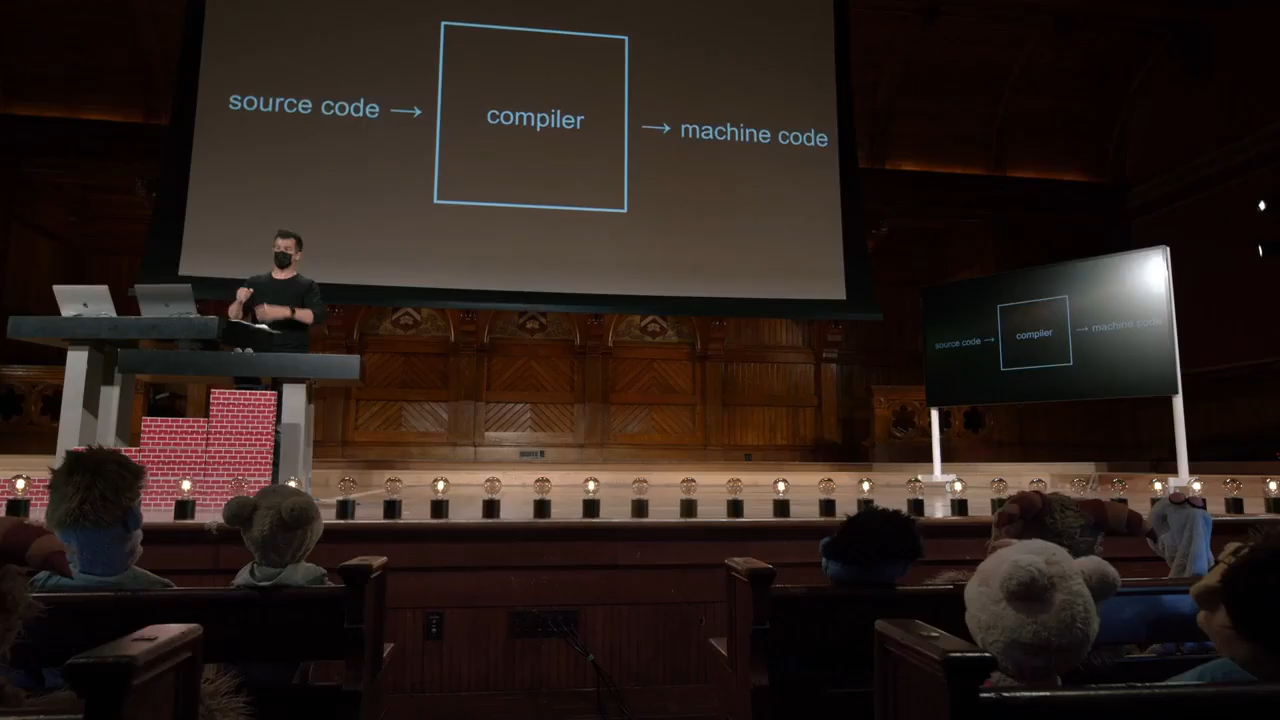 source code → compiler → machine code
source code → compiler → machine code